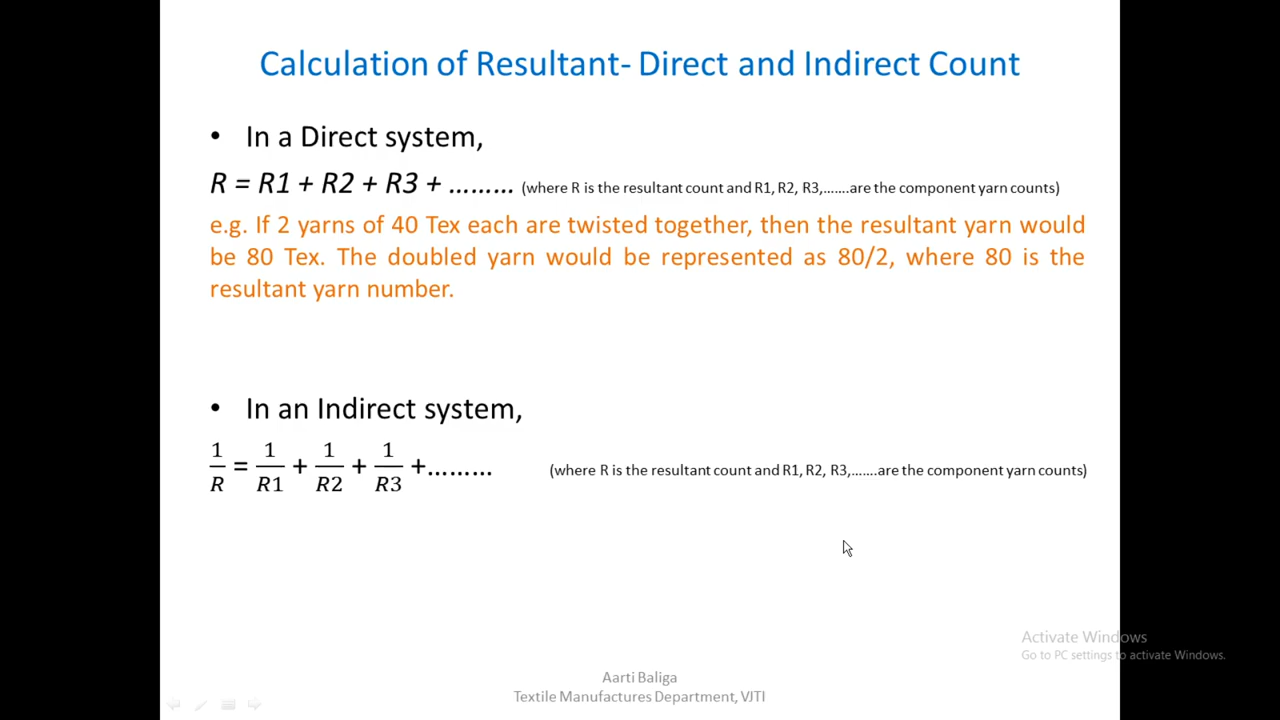 Calculation of Resultant- Direct and Indirect Count
• In a Direct system,
R = R1 + R2 + R3 + ……… (where R is the resultant count and R1, R2, R3,…….are the component yarn counts)
e.g. If 2 yarns of 40 Tex each are twisted together, then the resultant yarn would
be 80 Tex. The doubled yarn would be represented as 80/2, where 80 is the
resultant yarn number.
• In an Indirect system,
1/R = 1/R1 + 1/R2 + 1/R3 +……… (where R is the resultant count and R1, R2, R3,…….are the component yarn counts)
Activate Windows
Go to PC settings to activate Windows.
Aarti Baliga
Textile Manufactures Department, VJTI